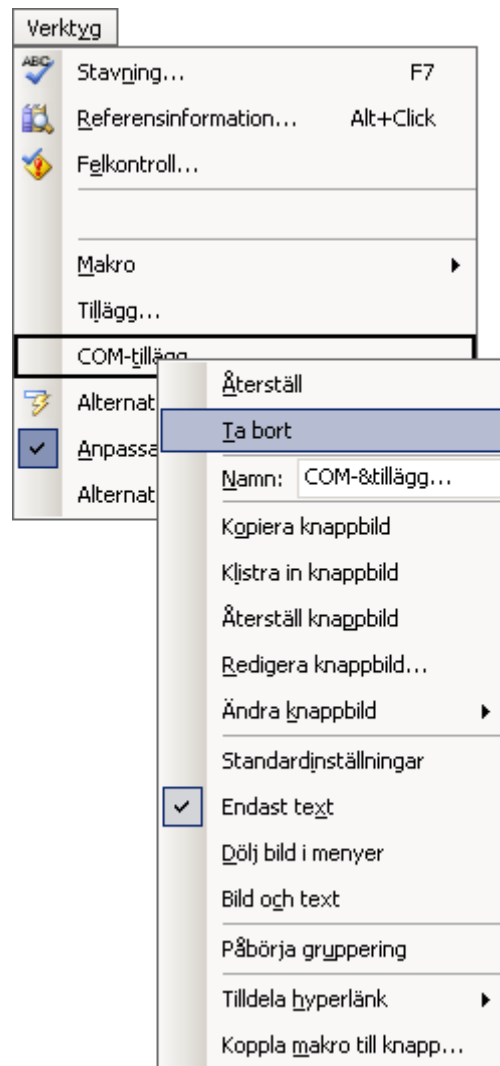 Verktyg
ABC
Stavning... F7
Referensinformation... Alt+Click
Felkontroll...
Makro
Tillägg...
COM-tillägg
Alternat
Anpassa
Alternat
Återställ
Ta bort
Namn: COM-&tillägg...
Kopiera knappbild
Klistra in knappbild
Återställ knappbild
Redigera knappbild...
Ändra knappbild
Standardinställningar
Endast text
Dölj bild i menyer
Bild och text
Påbörja gruppering
Tilldela hyperlänk
Koppla makro till knapp...